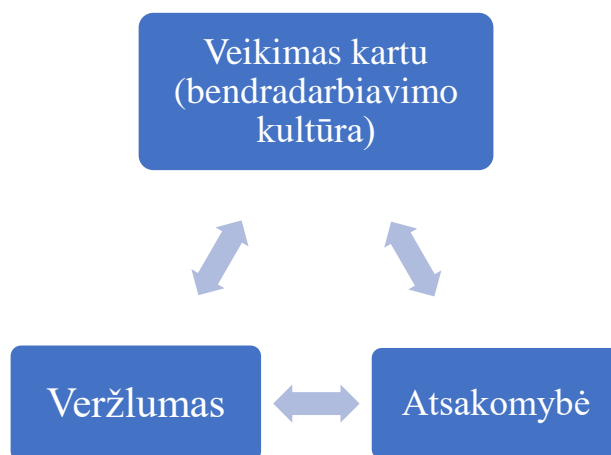 Veikimas kartu
(bendradarbiavimo
kultūra)
Veržlumas
Atsakomybė